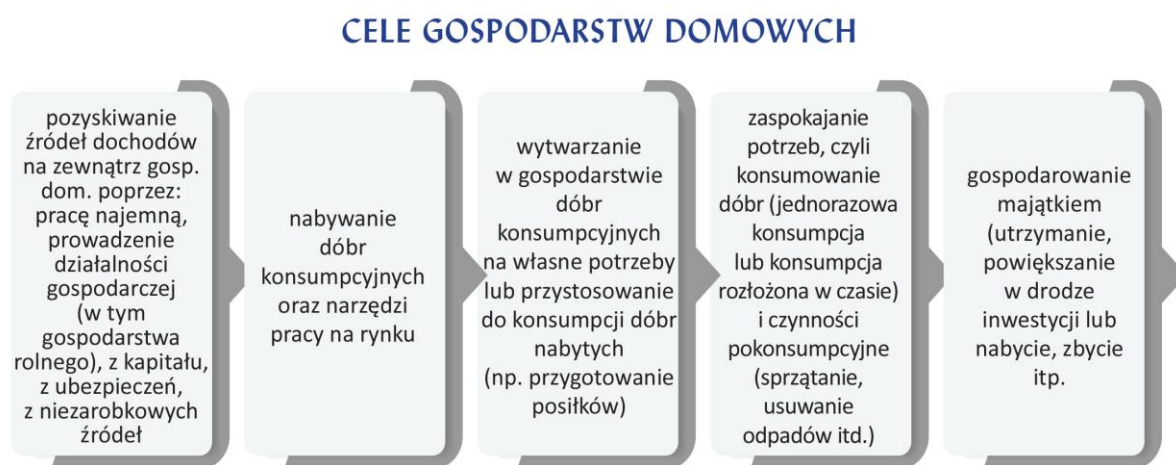 CELE GOSPODARSTW DOMOWYCH
pozyskiwanie
źródeł dochodów
na zewnątrz gosp.
dom. poprzez:
pracę najemną,
prowadzenie
działalności
gospodarczej
(w tym
gospodarstwa
rolnego), z kapitału,
z ubezpieczeń,
z niezarobkowych
źródeł
nabywanie
dóbr
konsumpcyjnych
oraz narzędzi
pracy na rynku
wytwarzanie
w gospodarstwie
dóbr
konsumpcyjnych
na własne potrzeby
lub przystosowanie
do konsumpcji dóbr
nabytych
(np. przygotowanie
posiłków)
zaspokajanie
potrzeb, czyli
konsumowanie
dóbr (jednorazowa
konsumpcja
lub konsumpcja
rozłożona w czasie)
i czynności
pokonsumpcyjne
(sprzątanie,
usuwanie
odpadów itd.)
gospodarowanie
majątkiem
(utrzymanie,
powiększanie
w drodze
inwestycji lub
nabycie, zbycie
itp.